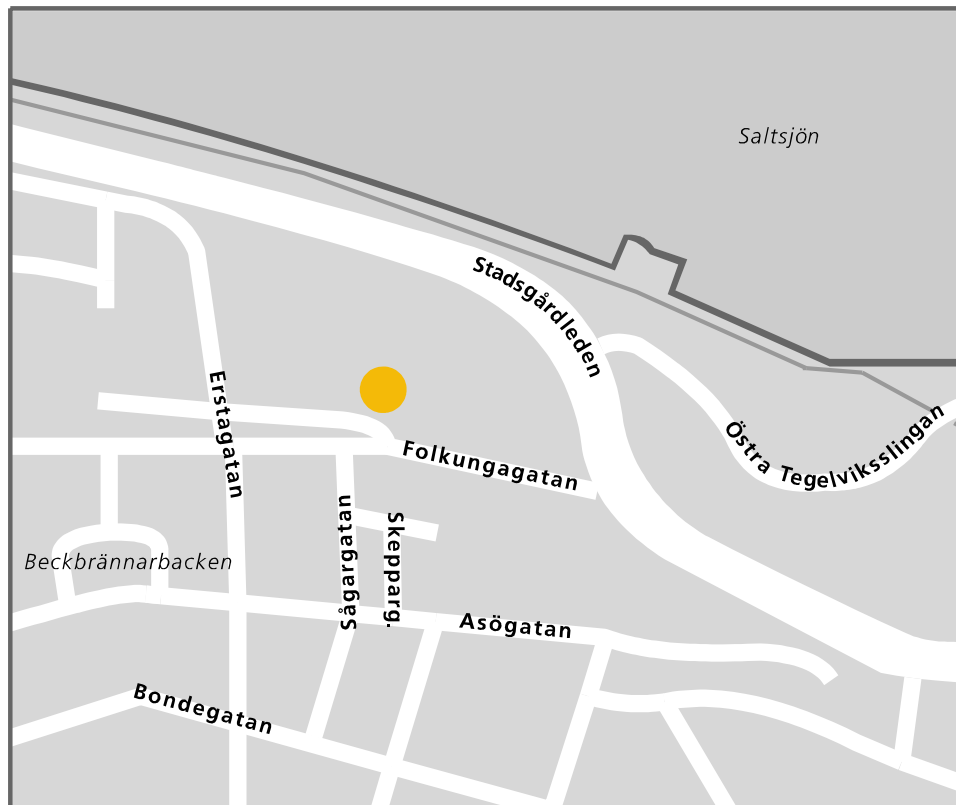 Saltsjön
Stadsgårdleden
Erstagatan
Östra Tegelviksslingan
Folkungagatan
Sågargatan
Skepparg.
Beckbrännarbacken
Asögatan
Bondegatan